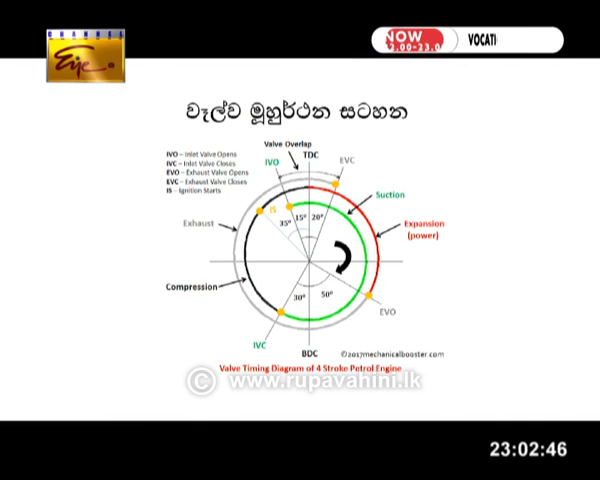 CHANNEL
Eye
NOW
VOCATI
වෑල්ව මූහුර්ථන සටහන
IVO – Inlet Valve Opens
IVC – Inlet Valve Closes
EVO – Exhaust Valve Opens
EVC – Exhaust Valve Closes
IS – Ignition Starts
Valve Overlap
TDC
IVO
EVC
Suction
IS
35°
15°
20°
Exhaust
Expansion
(power)
Compression
30°
50°
EVO
IVC
BDC
©2017mechanicalbooster.com
Valve Timing Diagram of 4 Stroke Petrol Engine
© www.rupavahini.lk
23:02:46